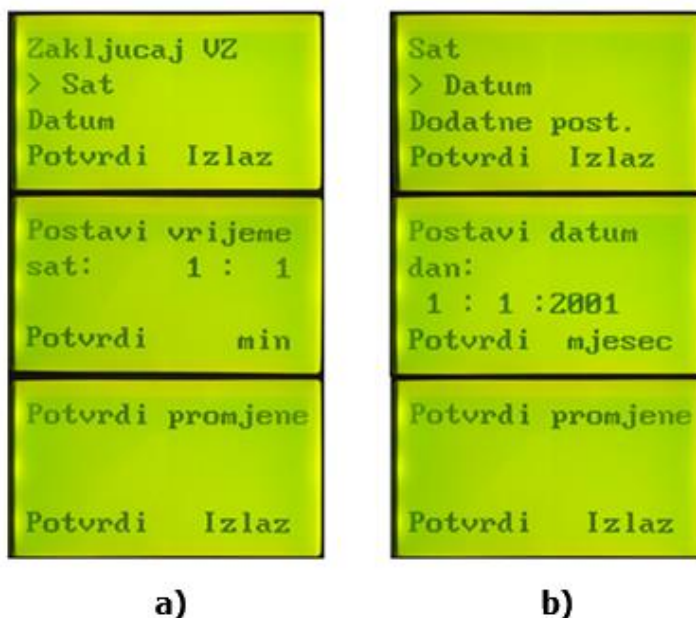 Zakljucaj VZ
> Sat
Datum
Potvrdi Izlaz
Postavi vrijeme
sat: 1 : 1
Potvrdi min
Potvrdi promjene
Potvrdi Izlaz
a)
Sat
> Datum
Dodatne post.
Potvrdi Izlaz
Postavi datum
dan:
1 : 1 :2001
Potvrdi mjesec
Potvrdi promjene
Potvrdi Izlaz
b)